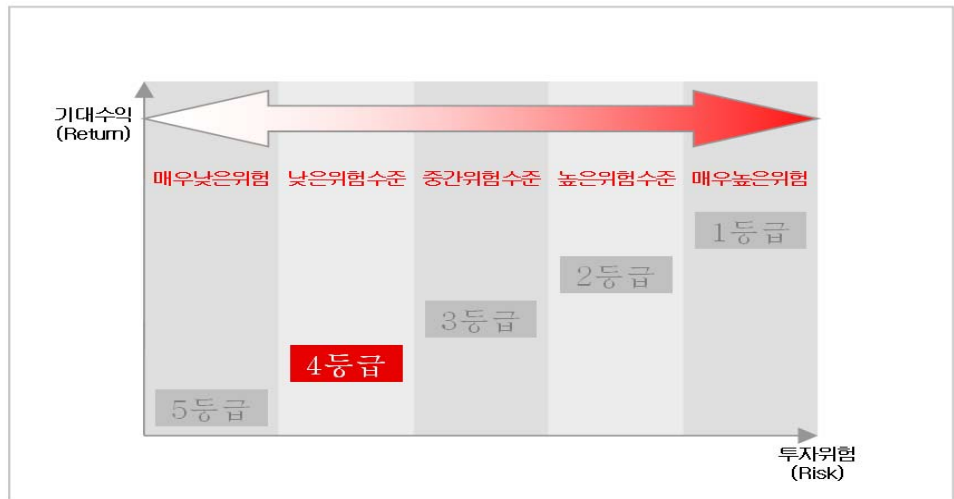 기대수익
(Return)
매우낮은위험 낮은위험수준 중간위험수준 높은위험수준 매우높은위험
1등급
2등급
3등급
4등급
5등급
투자위험
(Risk)